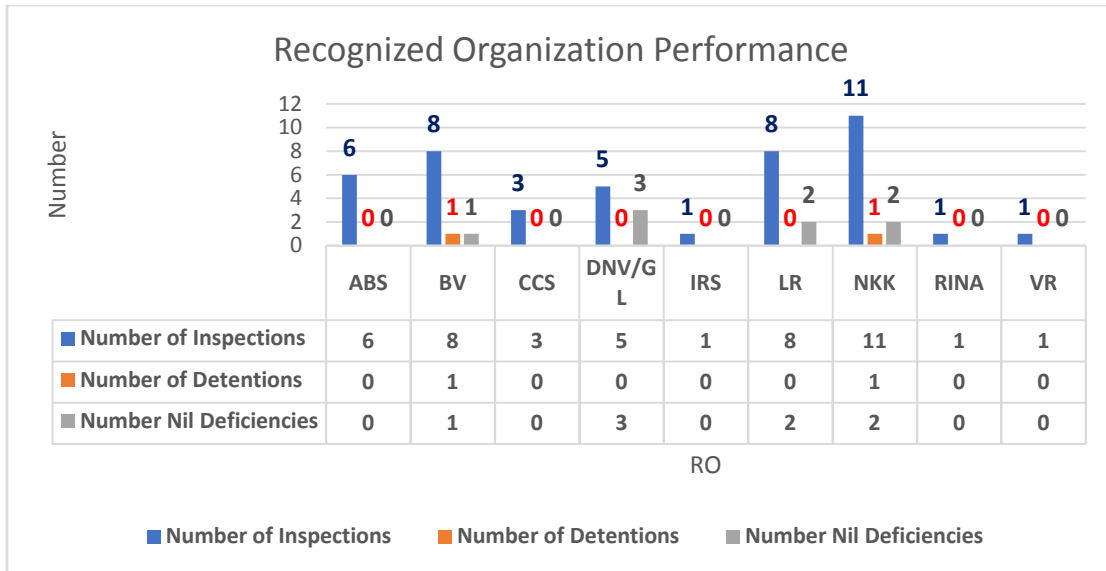 Recognized Organization Performance
Number
12
10
8
6
4
2
0
6 0 0
8 1 1
3 0 0
5 0 3
1 0 0
8 0 2
11 1 2
1 0 0
1 0 0
ABS BV CCS DNV/G IRS LR NKK RINA VR
L
Number of Inspections 6 8 3 5 1 8 11 1 1
Number of Detentions 0 1 0 0 0 0 1 0 0
Number Nil Deficiencies 0 1 0 3 0 2 2 0 0
RO
Number of Inspections Number of Detentions Number Nil Deficiencies